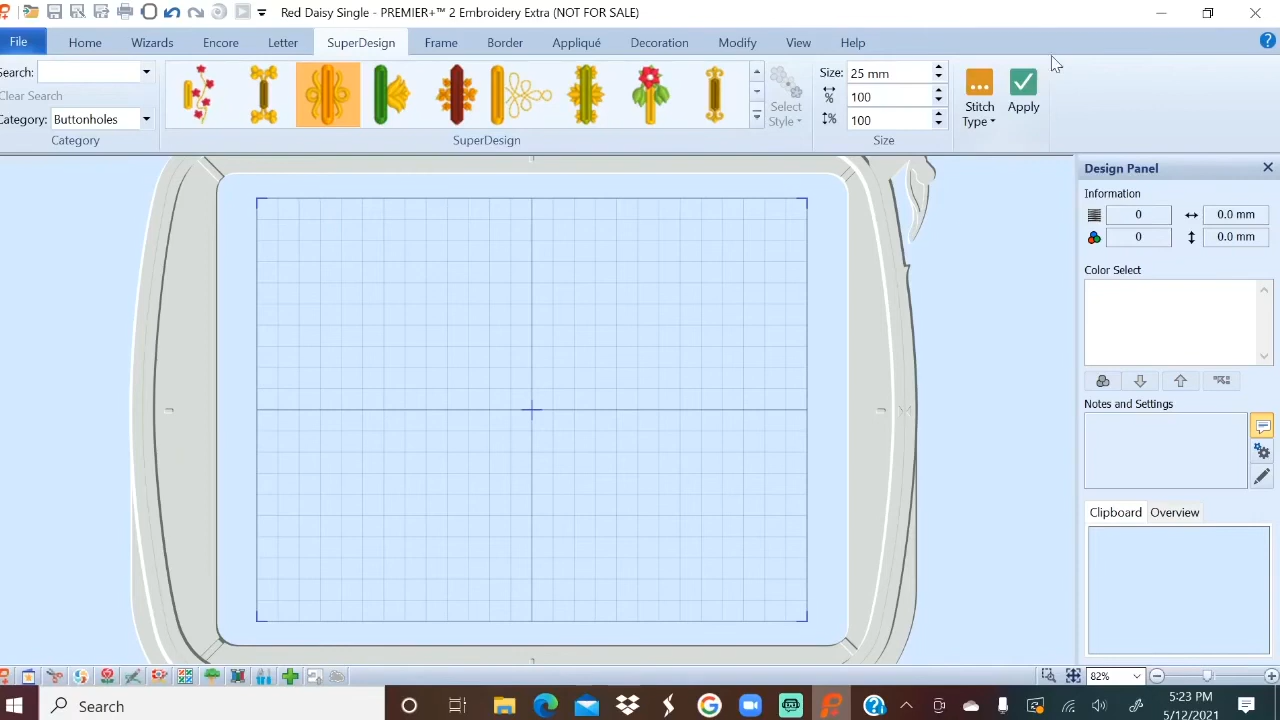 Red Daisy Single - PREMIER+™ 2 Embroidery Extra (NOT FOR SALE)
File Home Wizards Encore Letter SuperDesign Frame Border Appliqué Decoration Modify View Help
Search:
Clear Search
Category: Buttonholes
Category
Select
Style
SuperDesign
Size: 25 mm
% 100
% 100
Size
Stitch
Type
Apply
Design Panel
Information
0 0.0 mm
0 0.0 mm
Color Select
Notes and Settings
Clipboard Overview
82%
Search
5:23 PM
5/12/2021